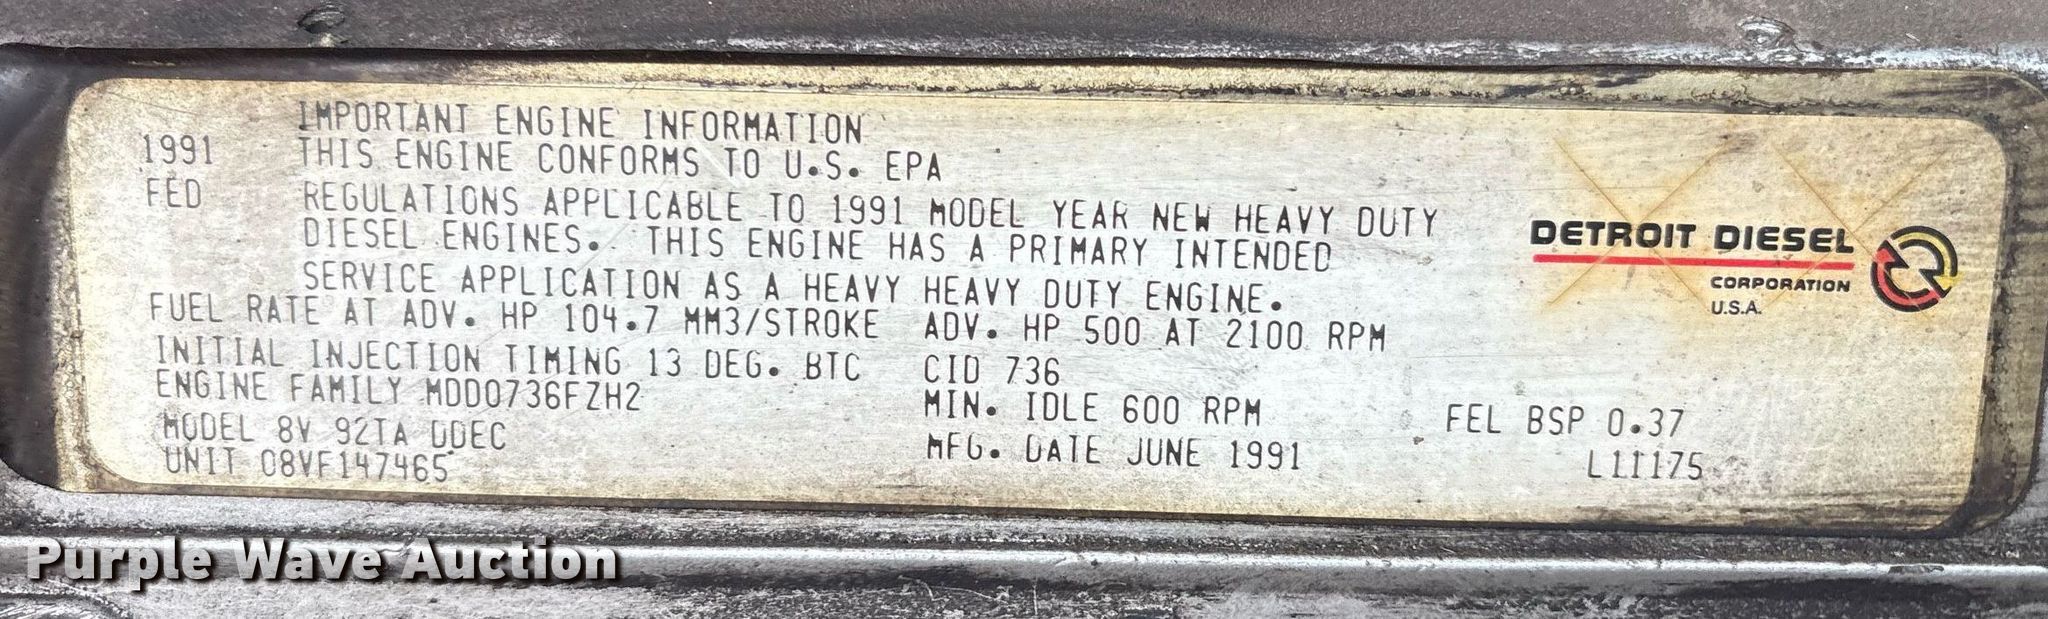 IMPORTANT ENGINE INFORMATION
1991 THIS ENGINE CONFORMS TO U.S. EPA
FED REGULATIONS APPLICABLE TO 1991 MODEL YEAR NEW HEAVY DUTY
DIESEL ENGINES. THIS ENGINE HAS A PRIMARY INTENDED
SERVICE APPLICATION AS A HEAVY HEAVY DUTY ENGINE.
FUEL RATE AT ADV. HP 104.7 MM3/STROKE ADV. HP 500 AT 2100 RPM
INITIAL INJECTION TIMING 13 DEG. BTC CID 736
ENGINE FAMILY MDD0736FZH2 MIN. IDLE 600 RPM FEL BSP 0.37
MODEL 8V 92TA DDEC MFG. DATE JUNE 1991 L11175
UNIT 08VF147465
DETROIT DIESEL
CORPORATION
U.S.A.
Purple Wave Auction